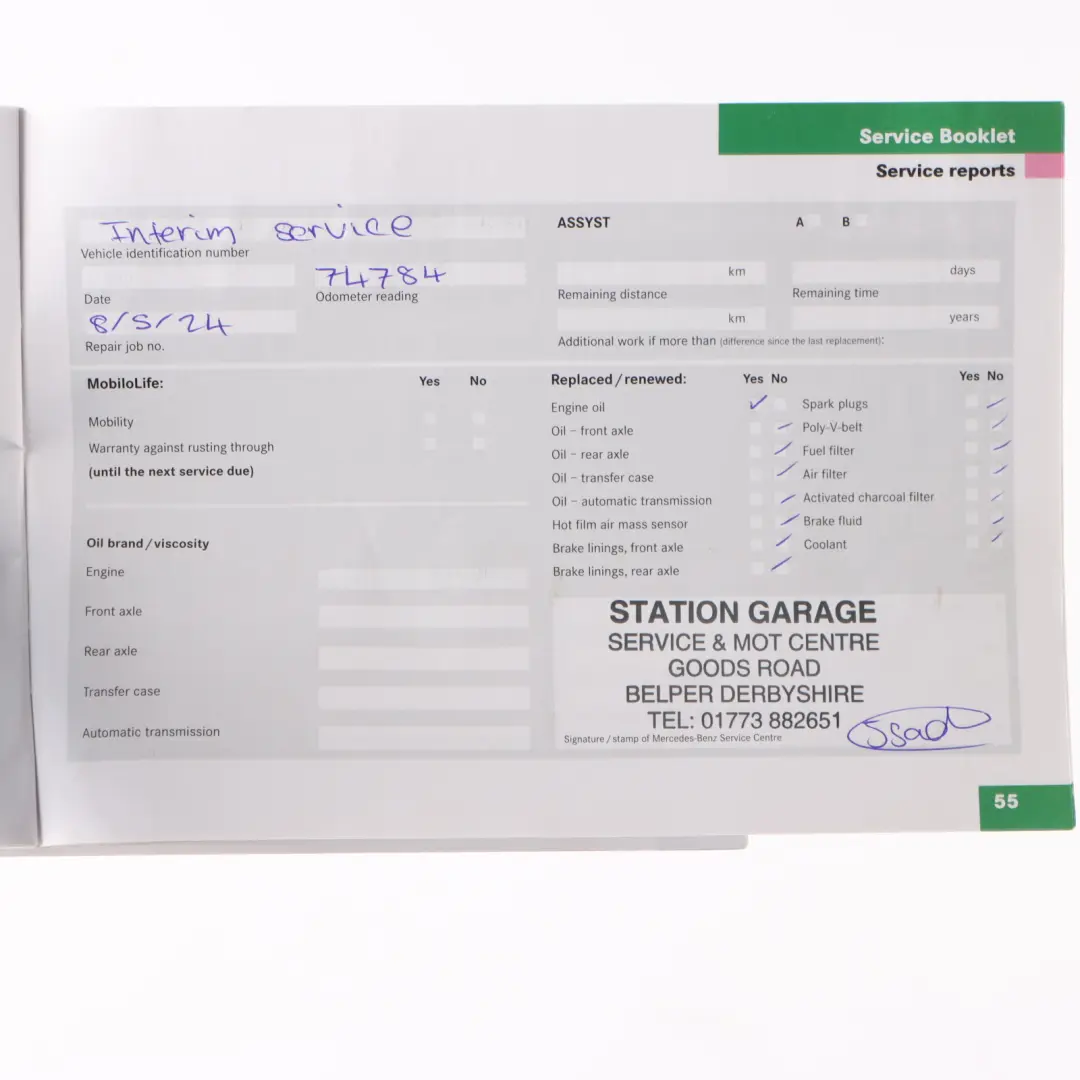 Service Booklet
Service reports
Interim service
Vehicle identification number
74784
Date
Odometer reading
8/5/24
Repair job no.
ASSYST A B
km days
Remaining distance Remaining time
km years
Additional work if more than (difference since the last replacement):
MobiloLife: Yes No
Mobility
Warranty against rusting through
(until the next service due)
Oil brand/viscosity
Engine
Front axle
Rear axle
Transfer case
Automatic transmission
Replaced/renewed: Yes No Yes No
Engine oil ✓ Spark plugs
Oil – front axle Poly-V-belt
Oil – rear axle Fuel filter
Oil – transfer case Air filter
Oil – automatic transmission Activated charcoal filter
Hot film air mass sensor Brake fluid
Brake linings, front axle Coolant
Brake linings, rear axle
STATION GARAGE
SERVICE & MOT CENTRE
GOODS ROAD
BELPER DERBYSHIRE
TEL: 01773 882651
Signature/stamp of Mercedes-Benz Service Centre
55